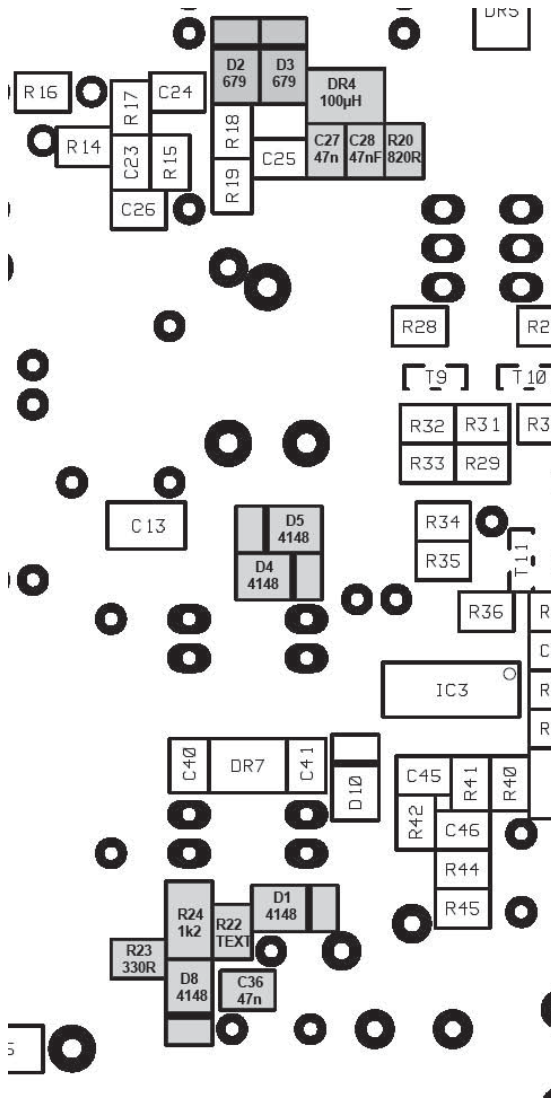 DR5
D2
679
D3
679
DR4
100µH
R16
R17
C24
R18
C27
47n
C28
47nF
R20
820R
R14
C23
R15
C25
R19
C26
R28
R2
T9
T10
R32
R31
R3
R33
R29
C13
D5
4148
D4
4148
R34
R35
T11
R36
R
C
IC3
R
R
C40
DR7
C41
D10
C45
R41
R40
R42
C46
R44
R45
R24
1k2
R22
TEXT
D1
4148
R23
330R
D8
4148
C36
47n
5